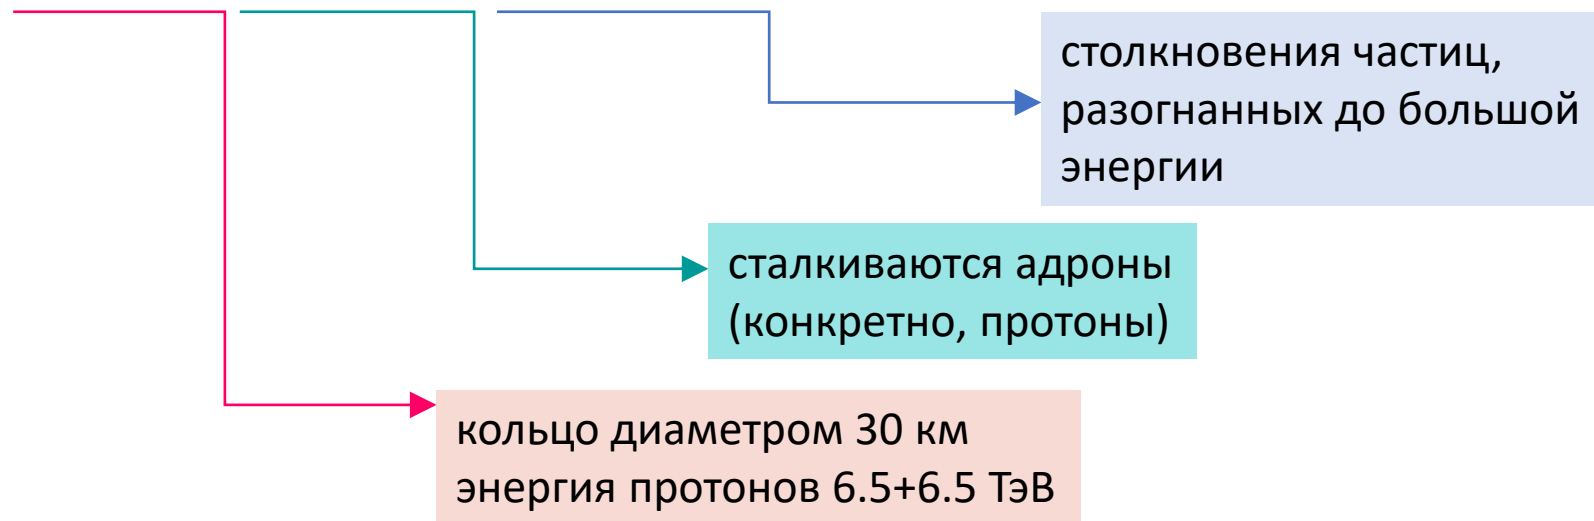 столкновения частиц,
разогнанных до большой
энергии
сталкиваются адроны
(конкретно, протоны)
кольцо диаметром 30 км
энергия протонов 6.5+6.5 ТэВ